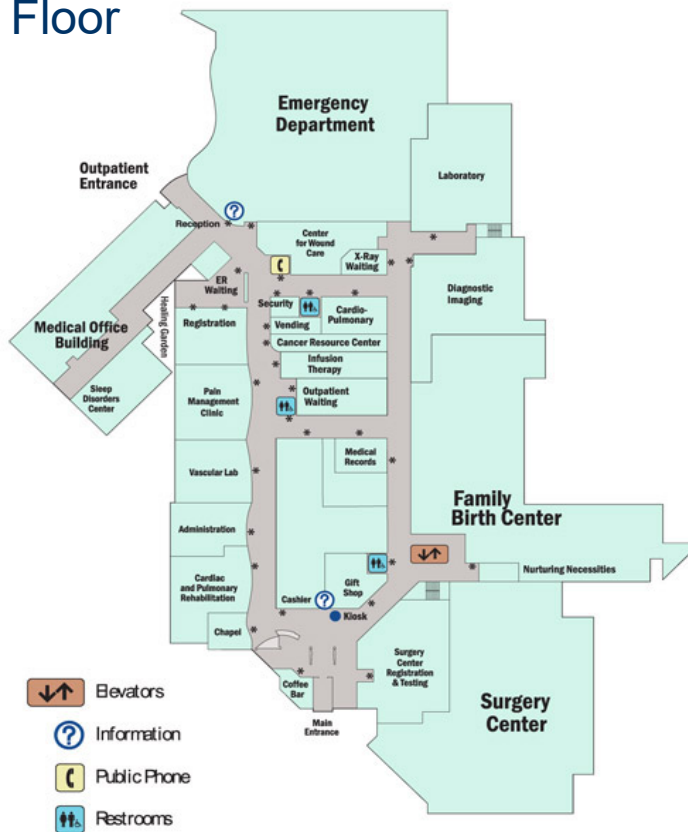 Floor
Emergency
Department
Laboratory
Outpatient
Entrance
?
Reception
Center
for Wound
Care
X-Ray
Waiting
ER
Waiting
Diagnostic
Imaging
Healing Garden
Security
Vending
Cardio-
Pulmonary
Registration
Medical Office
Building
Cancer Resource Center
Infusion
Therapy
Sleep
Disorders
Center
Pain
Management
Clinic
Outpatient
Waiting
Medical
Records
Vascular Lab
Family
Birth Center
Administration
Nurturing Necessities
Cardiac
and Pulmonary
Rehabilitation
Gift
Shop
Cashier
?
Kiosk
Chapel
Surgery
Center
Registration
& Testing
Coffee
Bar
Main
Entrance
Surgery
Center
Elevators
?
Information
Public Phone
Restrooms